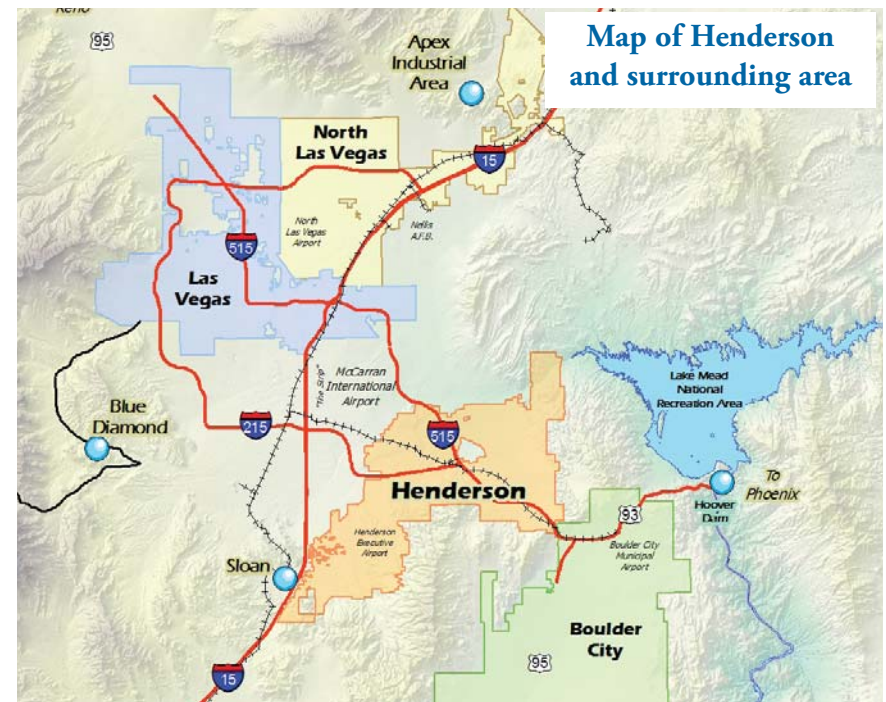 Map of Henderson
and surrounding area
Reno
95
Apex
Industrial
Area
North
Las Vegas
15
North
Las Vegas
Airport
Nellis
A.F.B.
515
Las
Vegas
"the Strip"
McCarran
International
Airport
Lake Mead
National
Recreation Area
Blue
Diamond
215
515
Henderson
To
Phoenix
93
Hoover
Dam
Henderson
Executive
Airport
Boulder City
Municipal
Airport
Sloan
Boulder
City
95
15